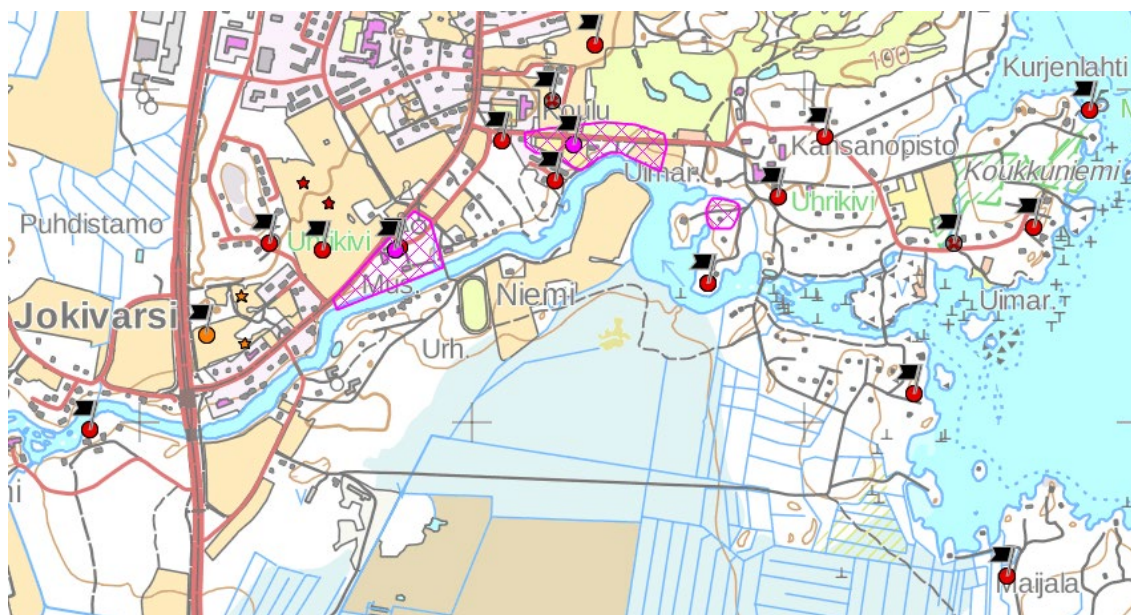 Kurjenlahti
100
Koulu
M
Kansanopisto
Koukkuniemi
Uimar.
Uhrikivi
Puhdistamo
Uhrikivi
Mus.
Niemi
Uimar.
Jokivarsi
Urh.
Maijala